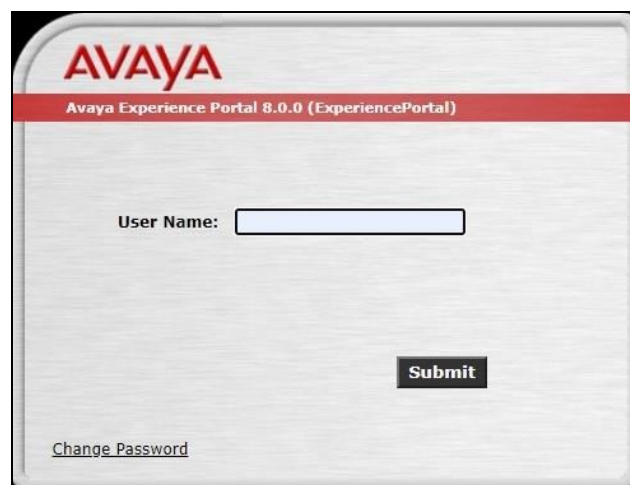 AVAYA
Avaya Experience Portal 8.0.0 (ExperiencePortal)
User Name:
Submit
Change Password